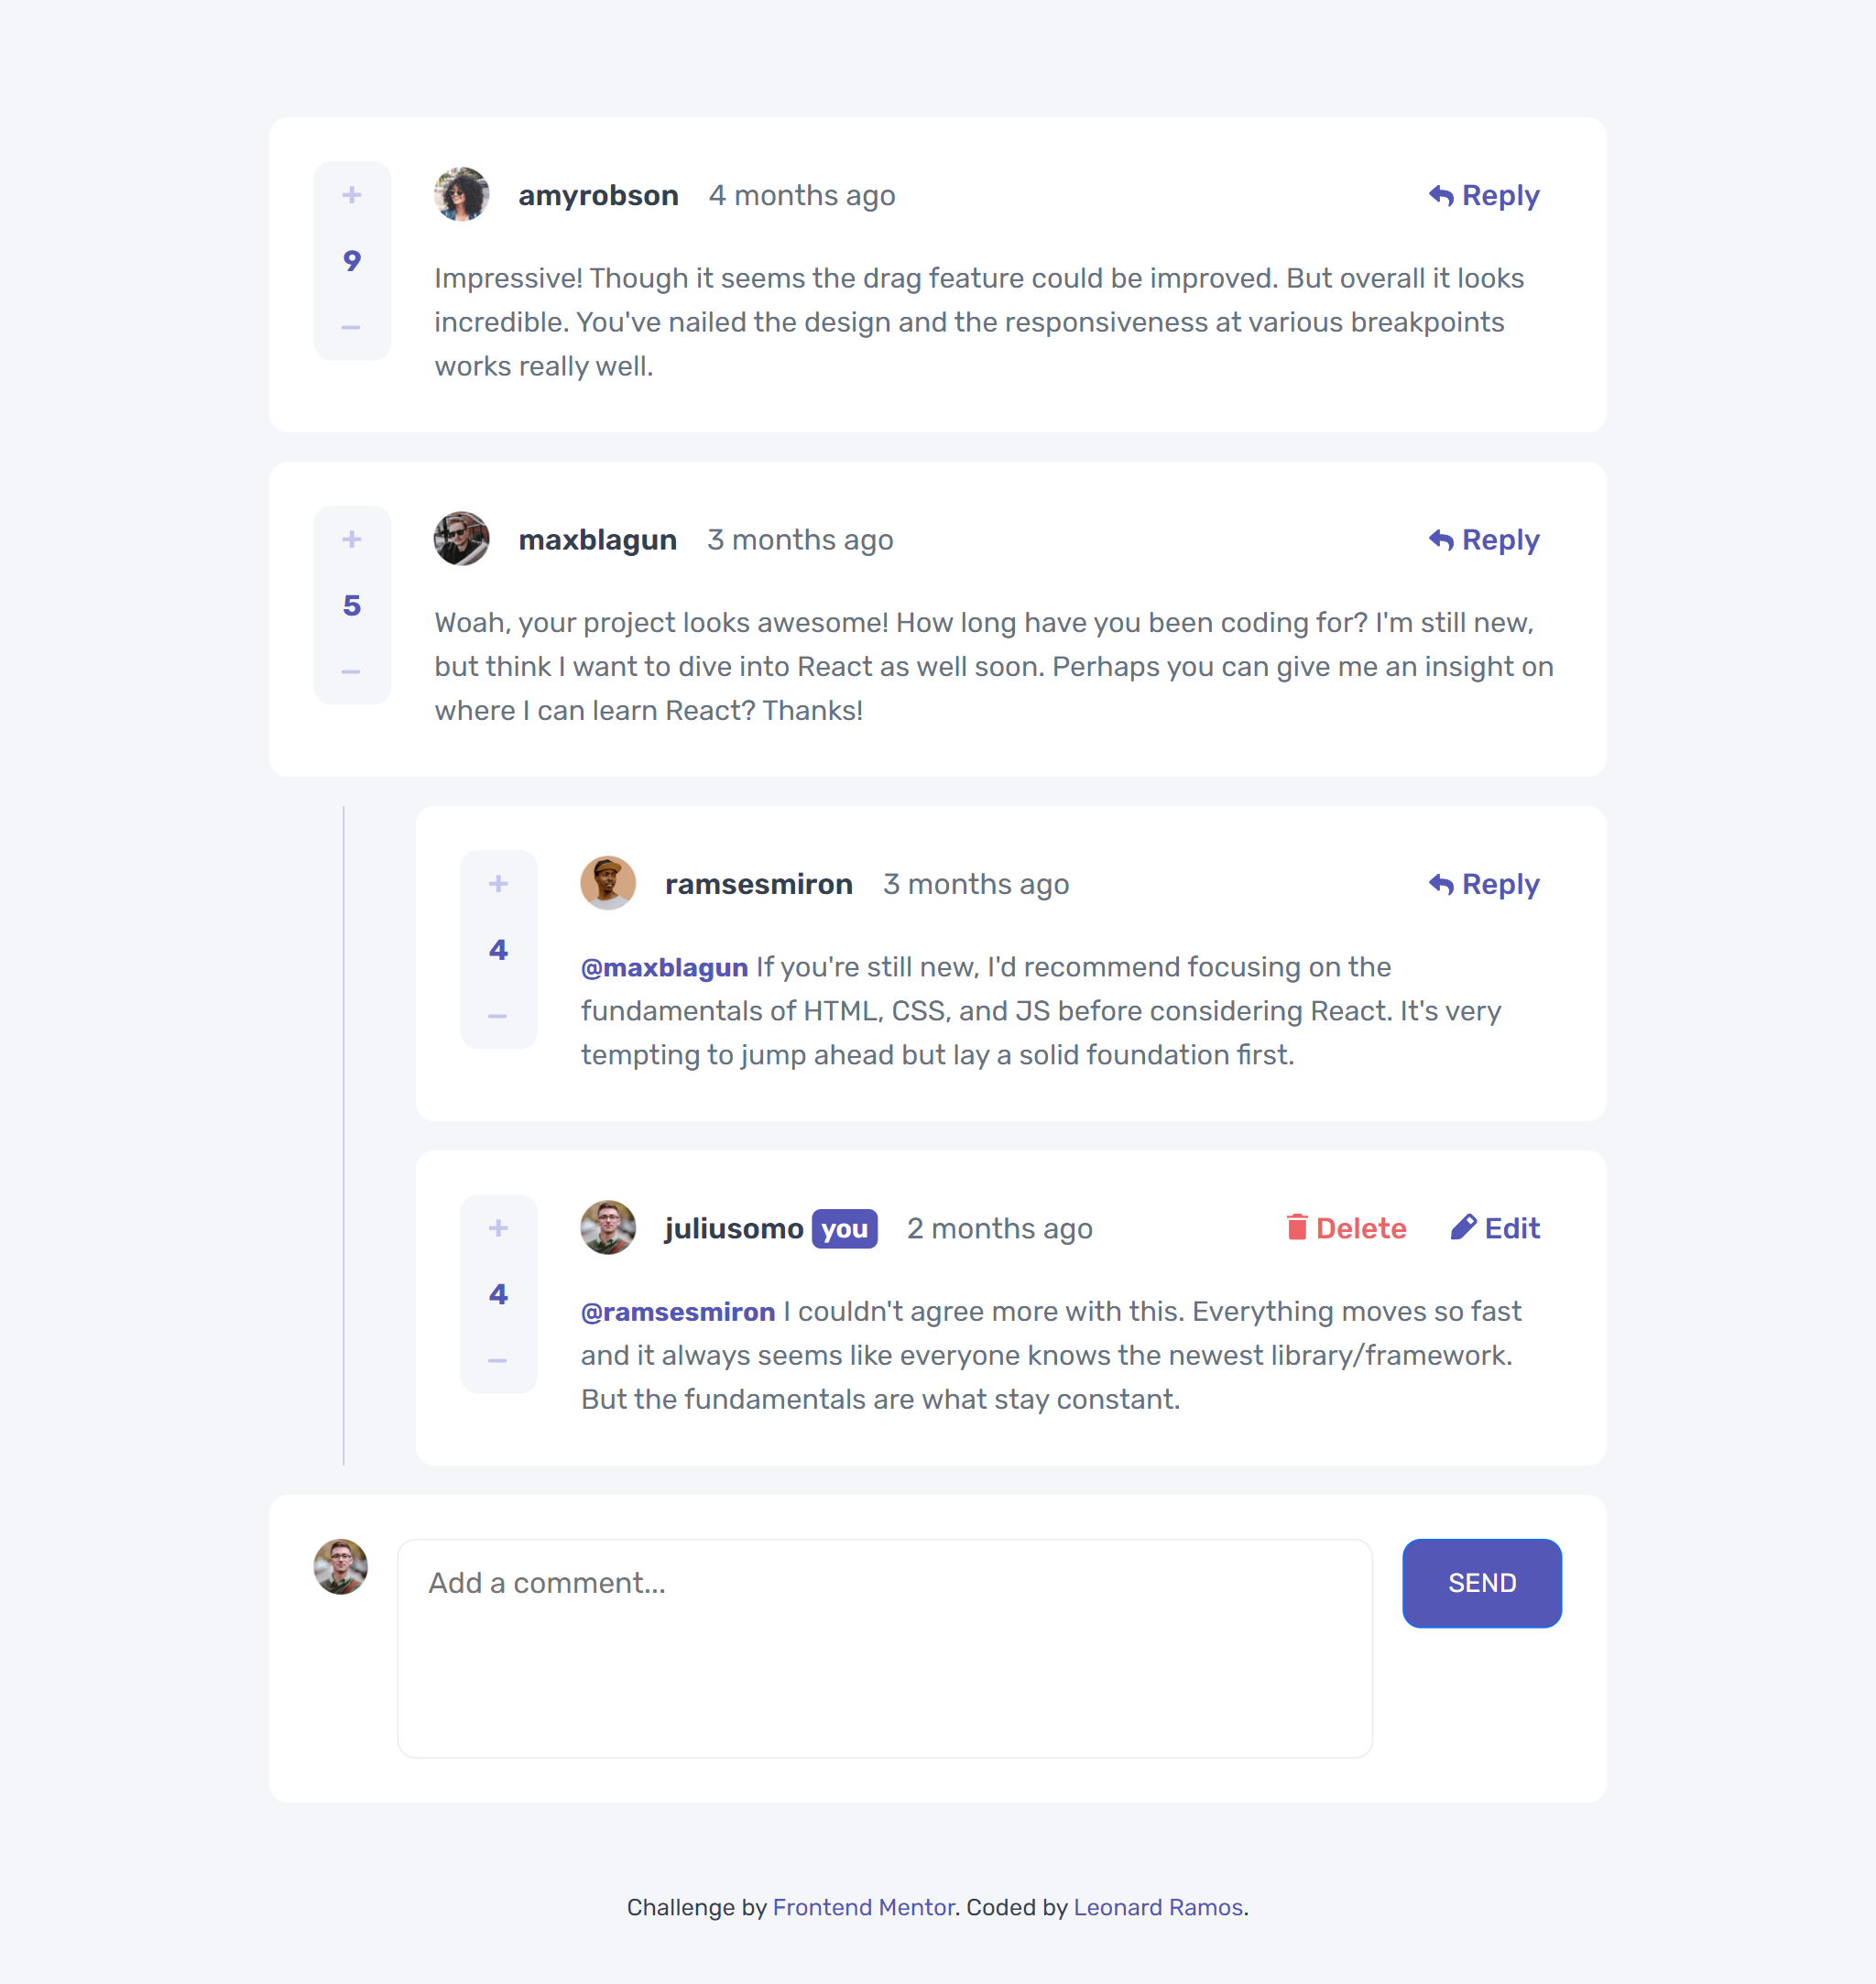 +
9
–
amyrobson 4 months ago Reply
Impressive! Though it seems the drag feature could be improved. But overall it looks
incredible. You've nailed the design and the responsiveness at various breakpoints
works really well.
+
5
–
maxblagun 3 months ago Reply
Woah, your project looks awesome! How long have you been coding for? I'm still new,
but think I want to dive into React as well soon. Perhaps you can give me an insight on
where I can learn React? Thanks!
+
4
–
ramsesmiron 3 months ago Reply
@maxblagun If you're still new, I'd recommend focusing on the
fundamentals of HTML, CSS, and JS before considering React. It's very
tempting to jump ahead but lay a solid foundation first.
+
4
–
juliusomo you 2 months ago Delete Edit
@ramsesmiron I couldn't agree more with this. Everything moves so fast
and it always seems like everyone knows the newest library/framework.
But the fundamentals are what stay constant.
Add a comment...
SEND
Challenge by Frontend Mentor. Coded by Leonard Ramos.